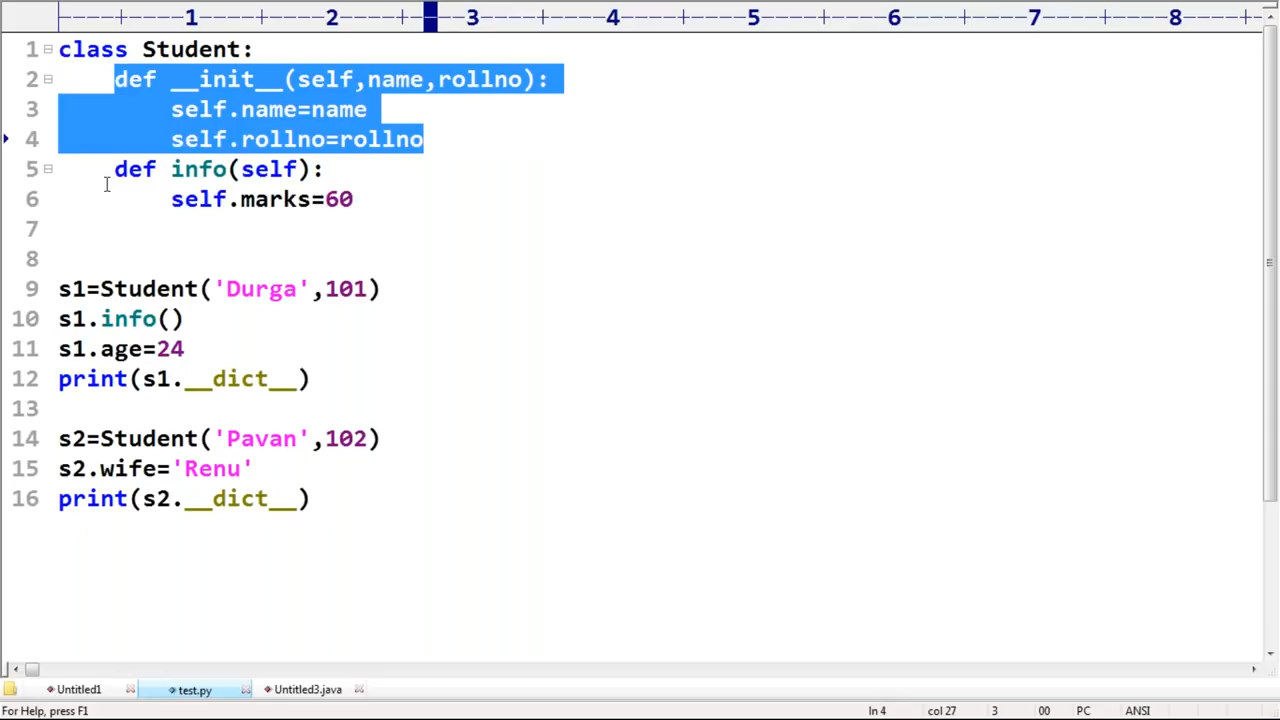 1 2 3 4 5 6 7 8
1 class Student:
2 def __init__(self,name,rollno):
3 self.name=name
4 self.rollno=rollno
5 def info(self):
6 self.marks=60
7
8
9 s1=Student('Durga',101)
10 s1.info()
11 s1.age=24
12 print(s1.__dict__)
13
14 s2=Student('Pavan',102)
15 s2.wife='Renu'
16 print(s2.__dict__)
Untitled1 test.py Untitled3.java
For Help, press F1 ln 4 col 27 3 00 PC ANSI